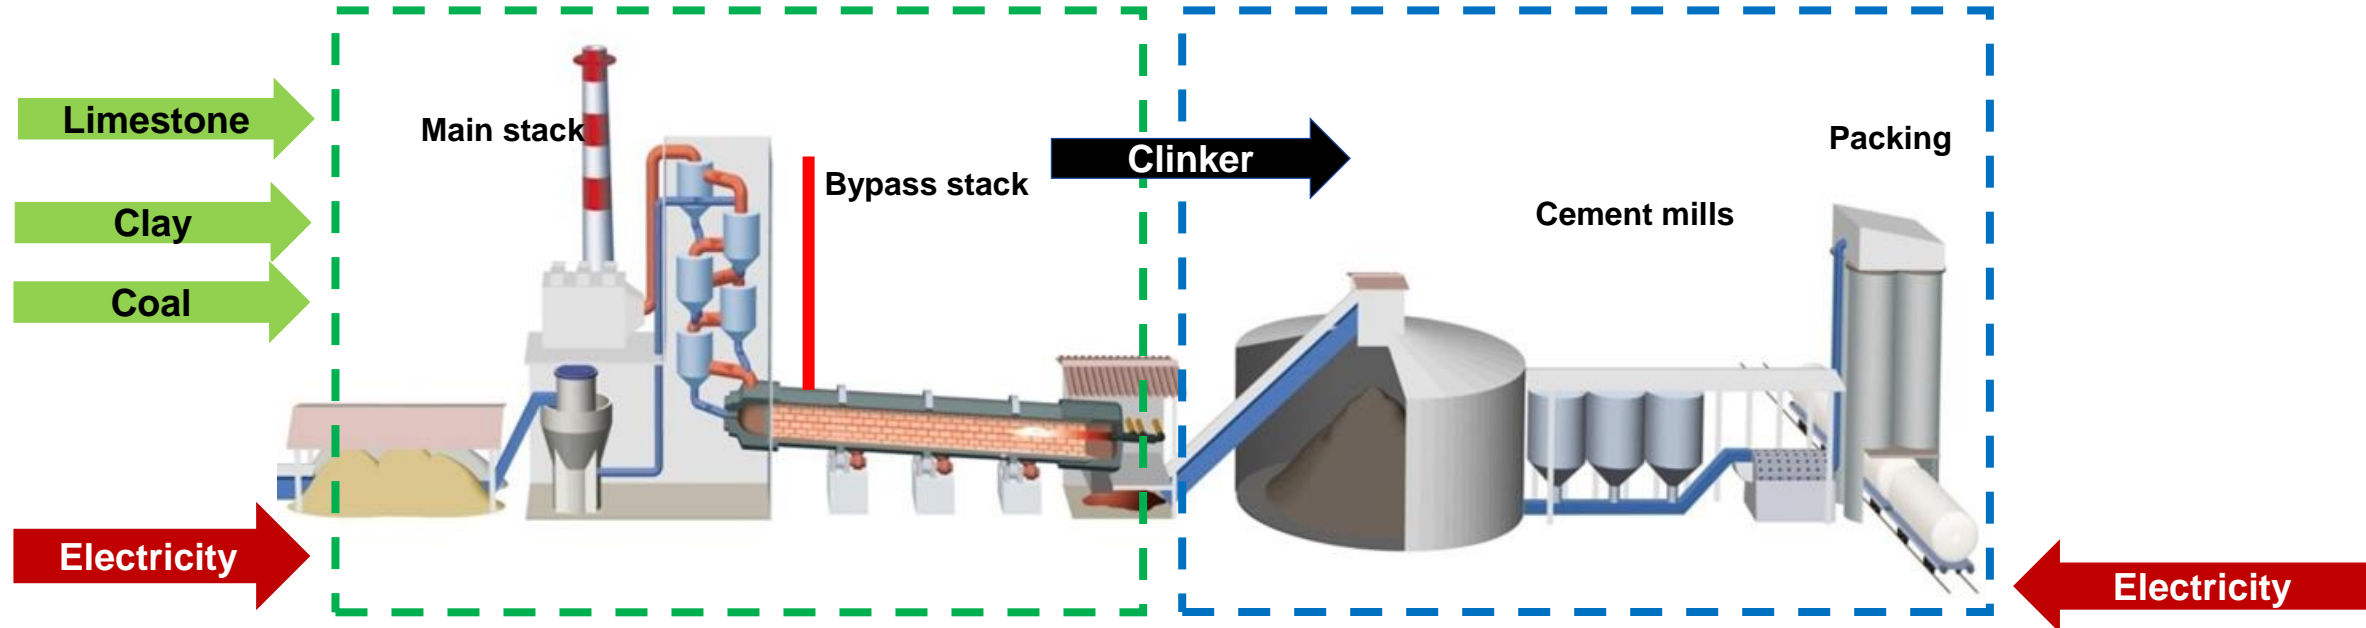 Limestone
Clay
Coal
Electricity
Main stack
Bypass stack
Clinker
Cement mills
Packing
Electricity